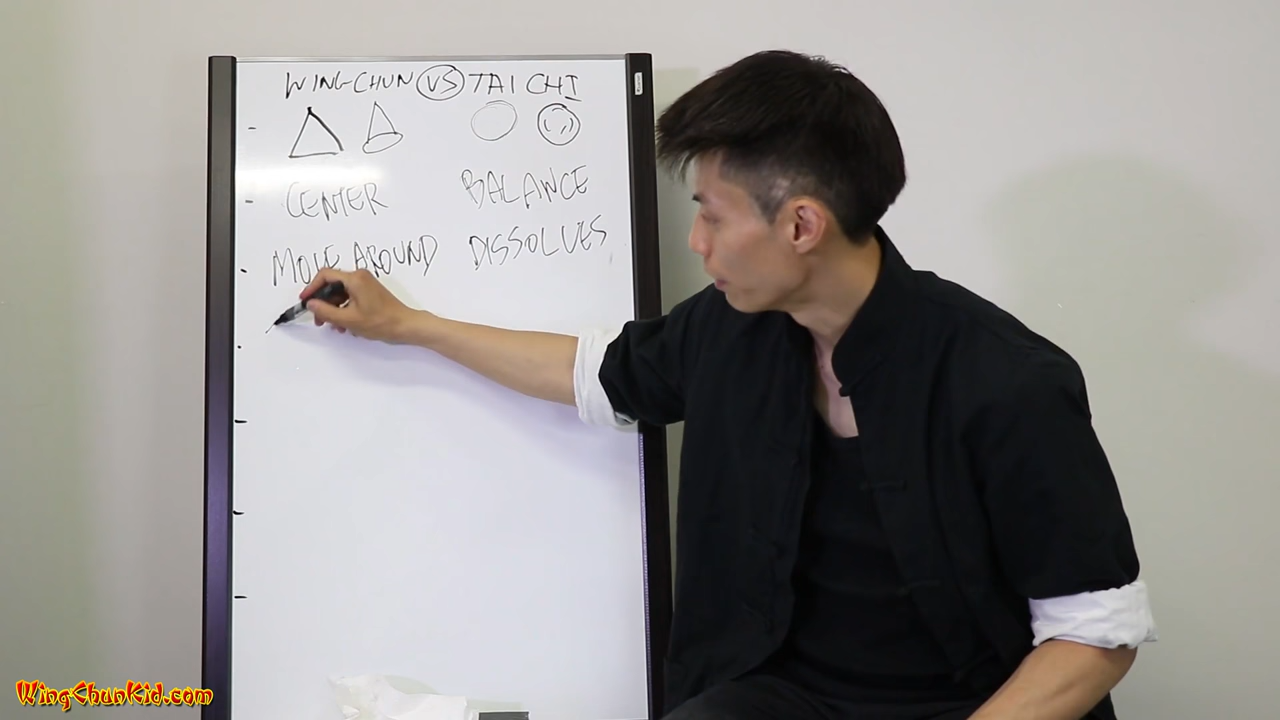 WING CHUN VS TAI CHI
CENTER BALANCE
MOVE AROUND DISSOLVES
WingChunKid.com